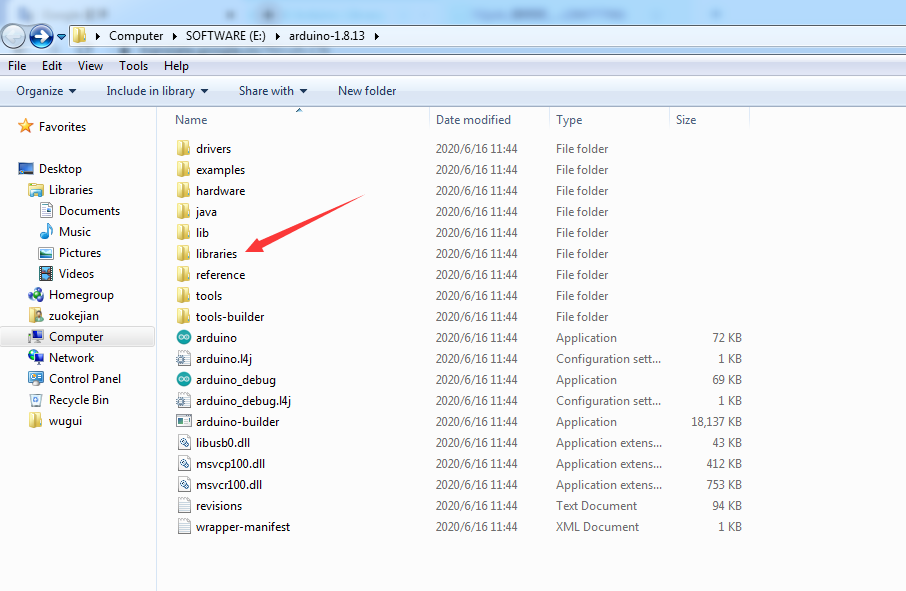 Computer SOFTWARE (E:) arduino-1.8.13
File Edit View Tools Help
Organize Include in library Share with New folder
Favorites
Desktop
Libraries
Documents
Music
Pictures
Videos
Homegroup
zuokejian
Computer
Network
Control Panel
Recycle Bin
wugui
Name Date modified Type Size
drivers 2020/6/16 11:44 File folder
examples 2020/6/16 11:44 File folder
hardware 2020/6/16 11:44 File folder
java 2020/6/16 11:44 File folder
lib 2020/6/16 11:44 File folder
libraries 2020/6/16 11:44 File folder
reference 2020/6/16 11:44 File folder
tools 2020/6/16 11:44 File folder
tools-builder 2020/6/16 11:44 File folder
arduino 2020/6/16 11:44 Application 72 KB
arduino.l4j 2020/6/16 11:44 Configuration sett... 1 KB
arduino_debug 2020/6/16 11:44 Application 69 KB
arduino_debug.l4j 2020/6/16 11:44 Configuration sett... 1 KB
arduino-builder 2020/6/16 11:44 Application 18,137 KB
libusb0.dll 2020/6/16 11:44 Application extens... 43 KB
msvcp100.dll 2020/6/16 11:44 Application extens... 412 KB
msvcr100.dll 2020/6/16 11:44 Application extens... 753 KB
revisions 2020/6/16 11:44 Text Document 94 KB
wrapper-manifest 2020/6/16 11:44 XML Document 1 KB